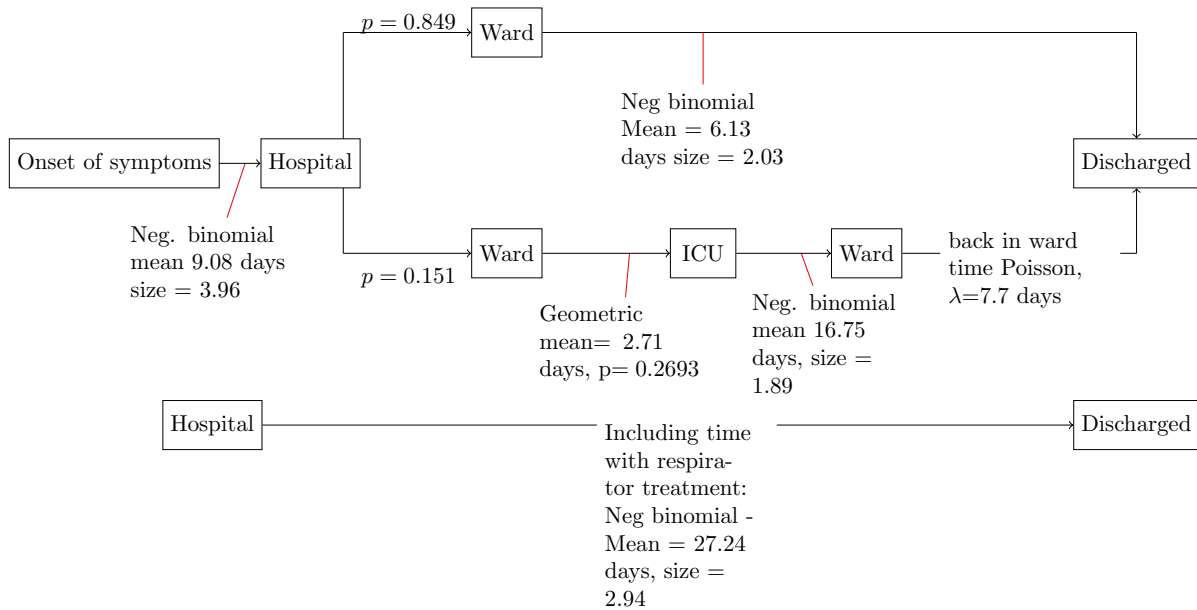 p = 0.849
Ward
Neg binomial
Mean = 6.13
days size = 2.03
Onset of symptoms
Hospital
Discharged
Neg. binomial
mean 9.08 days
size = 3.96
p = 0.151
Ward
ICU
Ward
back in ward
time Poisson,
λ=7.7 days
Geometric
mean= 2.71
days, p= 0.2693
Neg. binomial
mean 16.75
days, size =
1.89
Hospital
Discharged
Including time
with respira-
tor treatment:
Neg binomial -
Mean = 27.24
days, size =
2.94